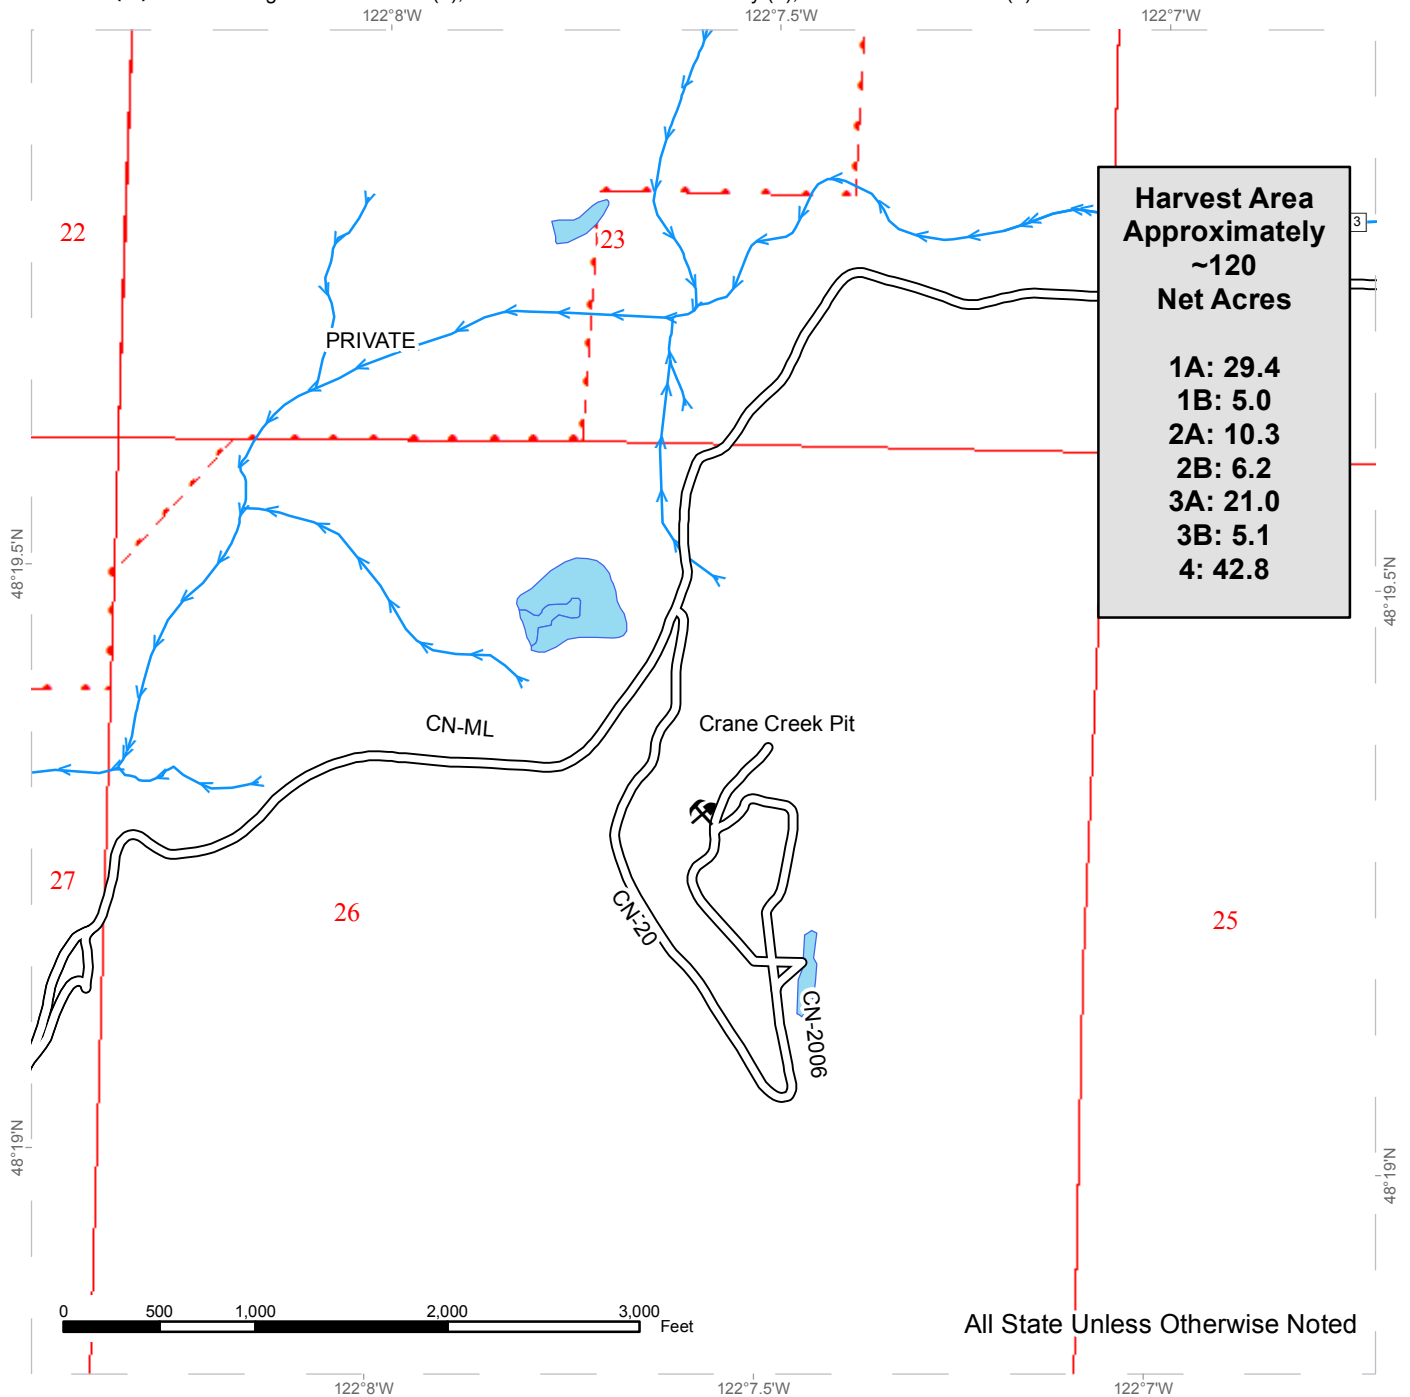 122°8'W
122°7.5'W
122°7'W
Harvest Area
Approximately
~120
Net Acres
1A: 29.4
1B: 5.0
2A: 10.3
2B: 6.2
3A: 21.0
3B: 5.1
4: 42.8
3
22
23
PRIVATE
48°19.5'N
48°19.5'N
CN-ML
Crane Creek Pit
27
26
CN-20
25
CN-2006
48°19'N
48°19'N
0 500 1,000 2,000 3,000
Feet
All State Unless Otherwise Noted
122°8'W
122°7.5'W
122°7'W